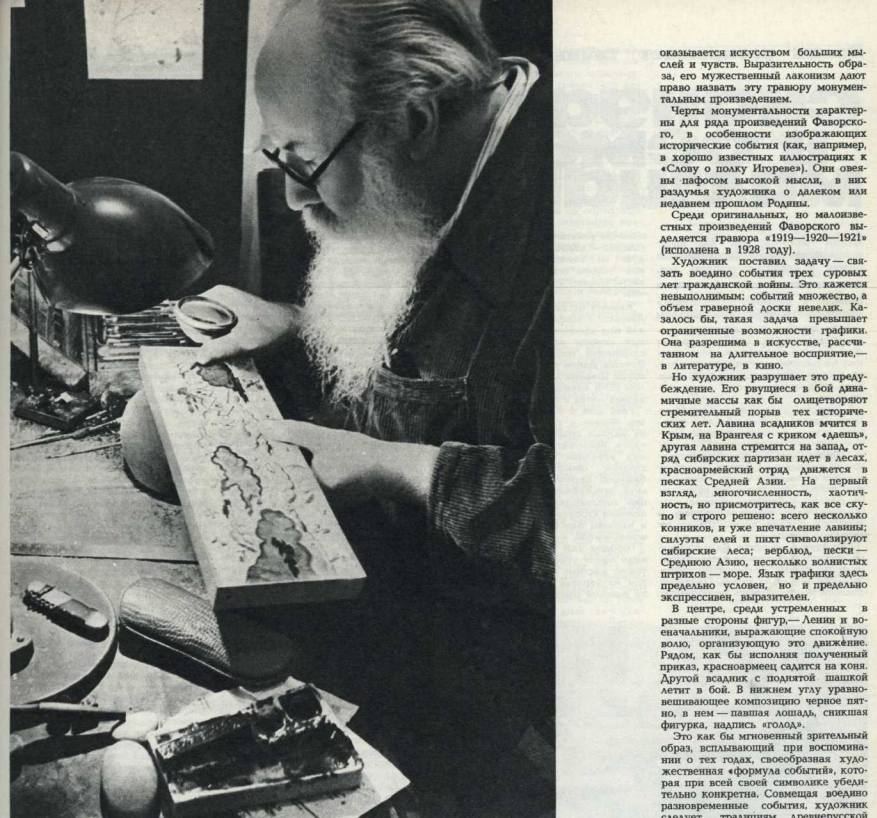 оказывается искусством больших мы-
слей и чувств. Выразительность обра-
за, его мужественный лаконизм дают
право назвать эту гравюру монумен-
тальным произведением.
Черты монументальности характер-
ны для ряда произведений Фаворско-
го, в особенности изображающих
исторические события (как, например,
в хорошо известных иллюстрациях к
«Слову о полку Игореве»). Они овея-
ны пафосом высокой мысли, в них
раздумья художника о далеком или
недавнем прошлом Родины.
Среди оригинальных, но малоизве-
стных произведений Фаворского вы-
деляется гравюра «1919—1920—1921»
(исполнена в 1928 году).
Художник поставил задачу — свя-
зать воедино события трех суровых
лет гражданской войны. Это кажется
невыполнимым: событий множество, а
объем граверной доски невелик. Ка-
залось бы, такая задача превышает
ограниченные возможности графики.
Она разрешима в искусстве, рассчи-
танном на длительное восприятие,—
в литературе, в кино.
Но художник разрушает это преду-
беждение. Его рвущиеся в бой дина-
мичные массы как бы олицетворяют
стремительный порыв тех историче-
ских лет. Лавина всадников мчится в
Крым, на Врангеля с криком «даешь»,
другая лавина стремится на запад, от-
ряд сибирских партизан идет в лесах,
красноармейский отряд движется в
песках Средней Азии. На первый
взгляд, многочисленность, хаотич-
ность, но присмотритесь, как все ску-
по и строго решено: всего несколько
конников, и уже впечатление лавины;
силуэты елей и пихт символизируют
сибирские леса; верблюд, пески —
Среднюю Азию, несколько волнистых
штрихов — море. Язык графики здесь
предельно условен, но и предельно
экспрессивен, выразителен.
В центре, среди устремленных в
разные стороны фигур,— Ленин и во-
еначальники, выражающие спокойную
волю, организующую это движение.
Рядом, как бы исполняя полученный
приказ, красноармеец садится на коня.
Другой всадник с поднятой шашкой
летит в бой. В нижнем углу уравно-
вешивающее композицию черное пят-
но, в нем — павшая лошадь, сникшая
фигурка, надпись «голод».
Это как бы мгновенный зрительный
образ, всплывающий при воспомина-
нии о тех годах, своеобразная худо-
жественная «формула событий», кото-
рая при всей своей символике убеди-
тельно конкретна. Совмещая воедино
разновременные события, художник
следует традициям древнерусской